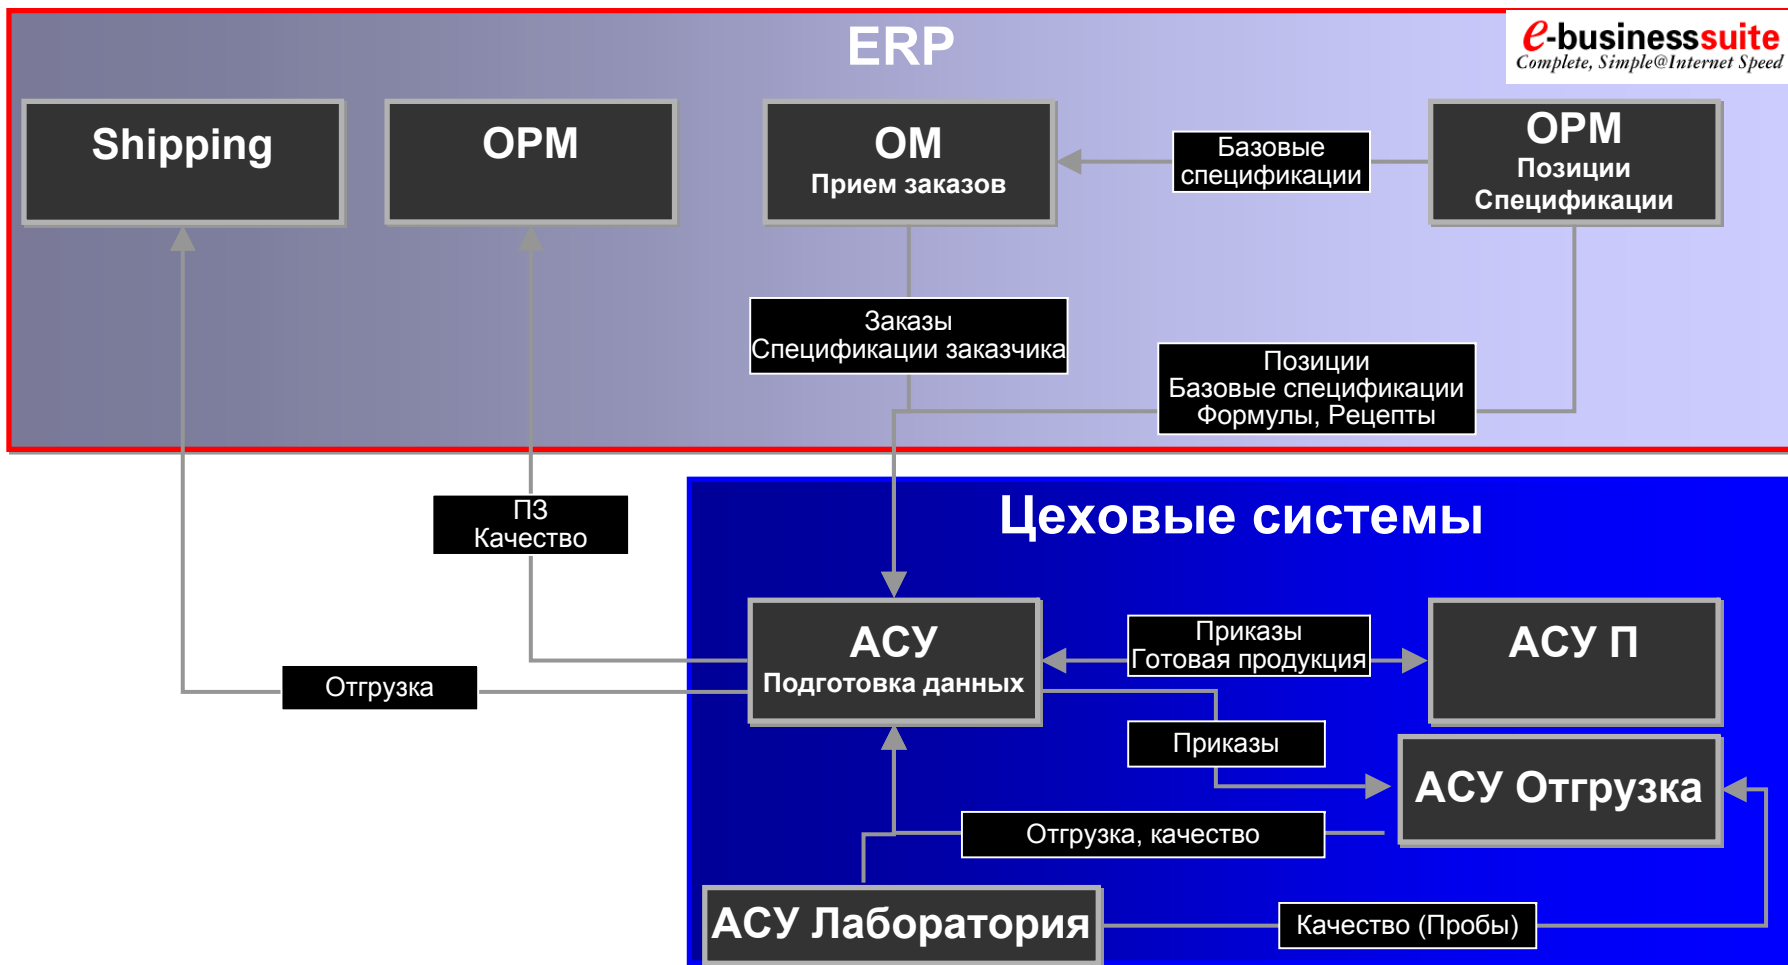 ERP
e-businesssuite
Complete, Simple@Internet Speed
Shipping
OPM
OM
Прием заказов
Базовые
спецификации
OPM
Позиции
Спецификации
Заказы
Спецификации заказчика
Позиции
Базовые спецификации
Формулы, Рецепты
ПЗ
Качество
Цеховые системы
АСУ
Подготовка данных
Приказы
Готовая продукция
АСУ П
Отгрузка
Приказы
АСУ Отгрузка
Отгрузка, качество
АСУ Лаборатория
Качество (Пробы)